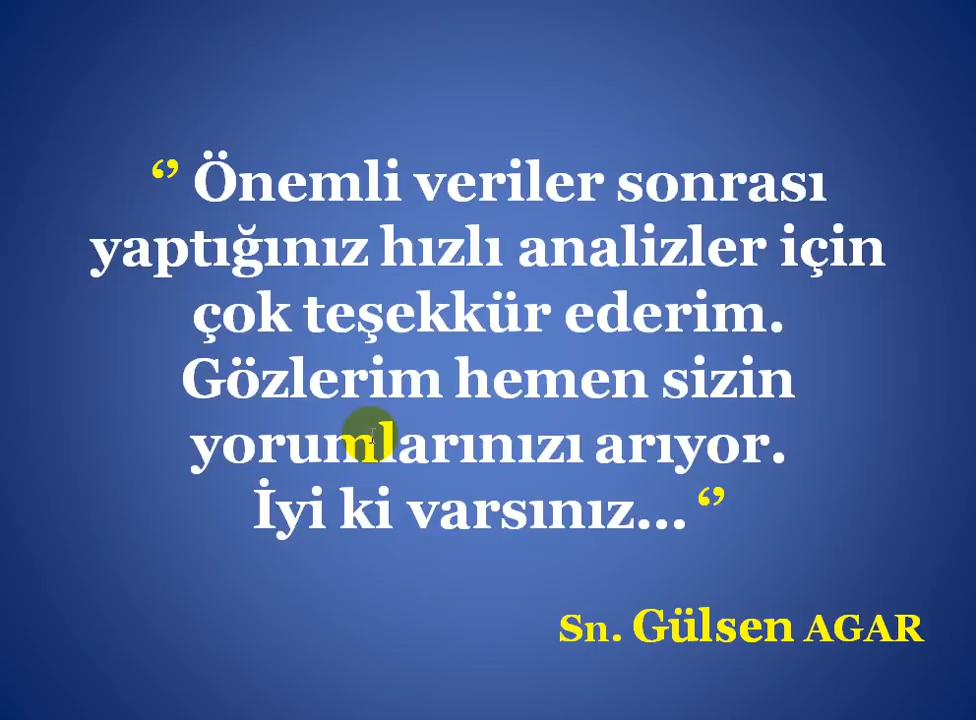 ‘’ Önemli veriler sonrası
yaptığınız hızlı analizler için
çok teşekkür ederim.
Gözlerim hemen sizin
yorumlarınızı arıyor.
İyi ki varsınız... ‘’
Sn. Gülsen AGAR